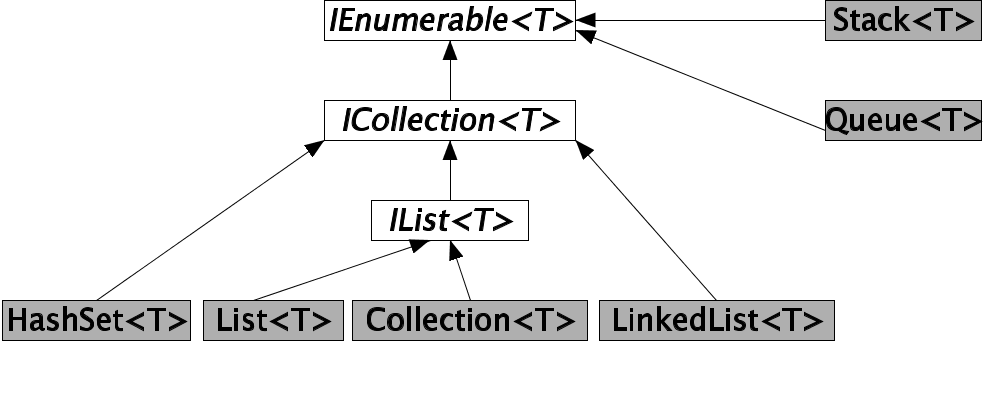 IEnumerable<T>
Stack<T>
ICollection<T>
Queue<T>
IList<T>
HashSet<T>
List<T>
Collection<T>
LinkedList<T>